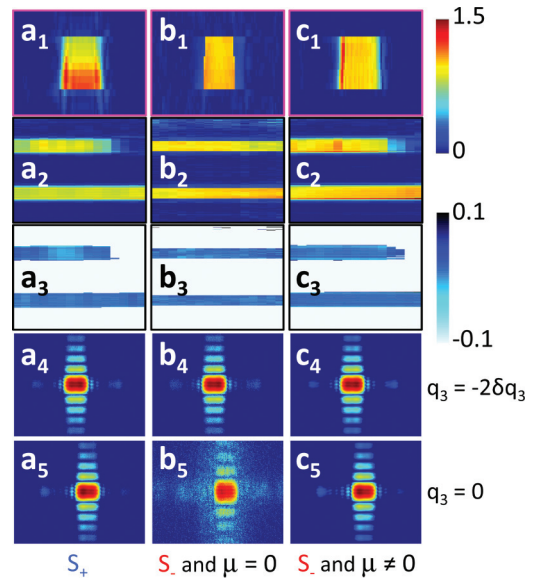 a₁ b₁ c₁ 1.5
0
a₂ b₂ c₂
0.1
a₃ b₃ c₃
-0.1
a₄ b₄ c₄ q₃ = -2δq₃
a₅ b₅ c₅ q₃ = 0
S₊ S₋ and μ = 0 S₋ and μ ≠ 0